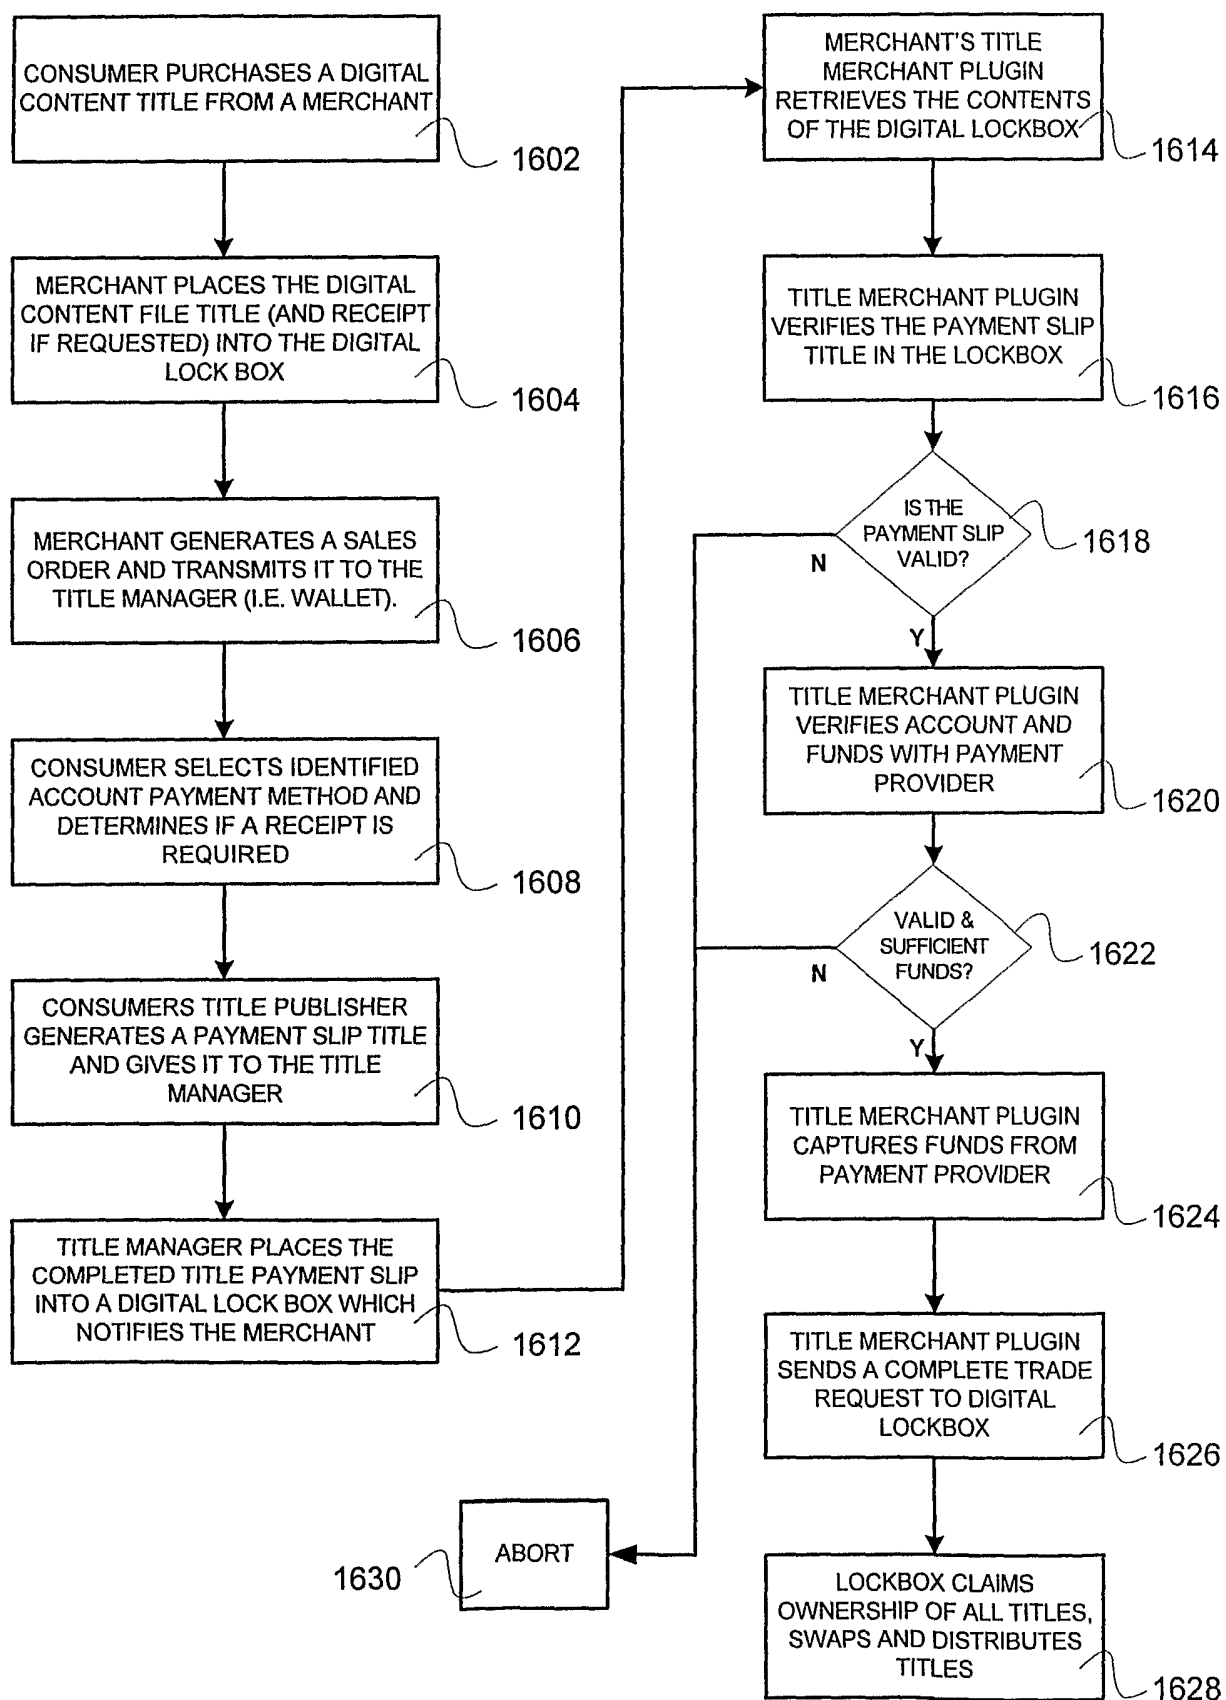 CONSUMER PURCHASES A DIGITAL
CONTENT TITLE FROM A MERCHANT
1602
MERCHANT PLACES THE DIGITAL
CONTENT FILE TITLE (AND RECEIPT
IF REQUESTED) INTO THE DIGITAL
LOCK BOX
1604
MERCHANT GENERATES A SALES
ORDER AND TRANSMITS IT TO THE
TITLE MANAGER (I.E. WALLET).
1606
CONSUMER SELECTS IDENTIFIED
ACCOUNT PAYMENT METHOD AND
DETERMINES IF A RECEIPT IS
REQUIRED
1608
CONSUMERS TITLE PUBLISHER
GENERATES A PAYMENT SLIP TITLE
AND GIVES IT TO THE TITLE
MANAGER
1610
TITLE MANAGER PLACES THE
COMPLETED TITLE PAYMENT SLIP
INTO A DIGITAL LOCK BOX WHICH
NOTIFIES THE MERCHANT
1612
MERCHANT'S TITLE
MERCHANT PLUGIN
RETRIEVES THE CONTENTS
OF THE DIGITAL LOCKBOX
1614
TITLE MERCHANT PLUGIN
VERIFIES THE PAYMENT SLIP
TITLE IN THE LOCKBOX
1616
IS THE
PAYMENT SLIP
VALID?
1618
N
Y
TITLE MERCHANT PLUGIN
VERIFIES ACCOUNT AND
FUNDS WITH PAYMENT
PROVIDER
1620
VALID &
SUFFICIENT
FUNDS?
1622
N
Y
TITLE MERCHANT PLUGIN
CAPTURES FUNDS FROM
PAYMENT PROVIDER
1624
TITLE MERCHANT PLUGIN
SENDS A COMPLETE TRADE
REQUEST TO DIGITAL
LOCKBOX
1626
LOCKBOX CLAIMS
OWNERSHIP OF ALL TITLES,
SWAPS AND DISTRIBUTES
TITLES
1628
ABORT
1630